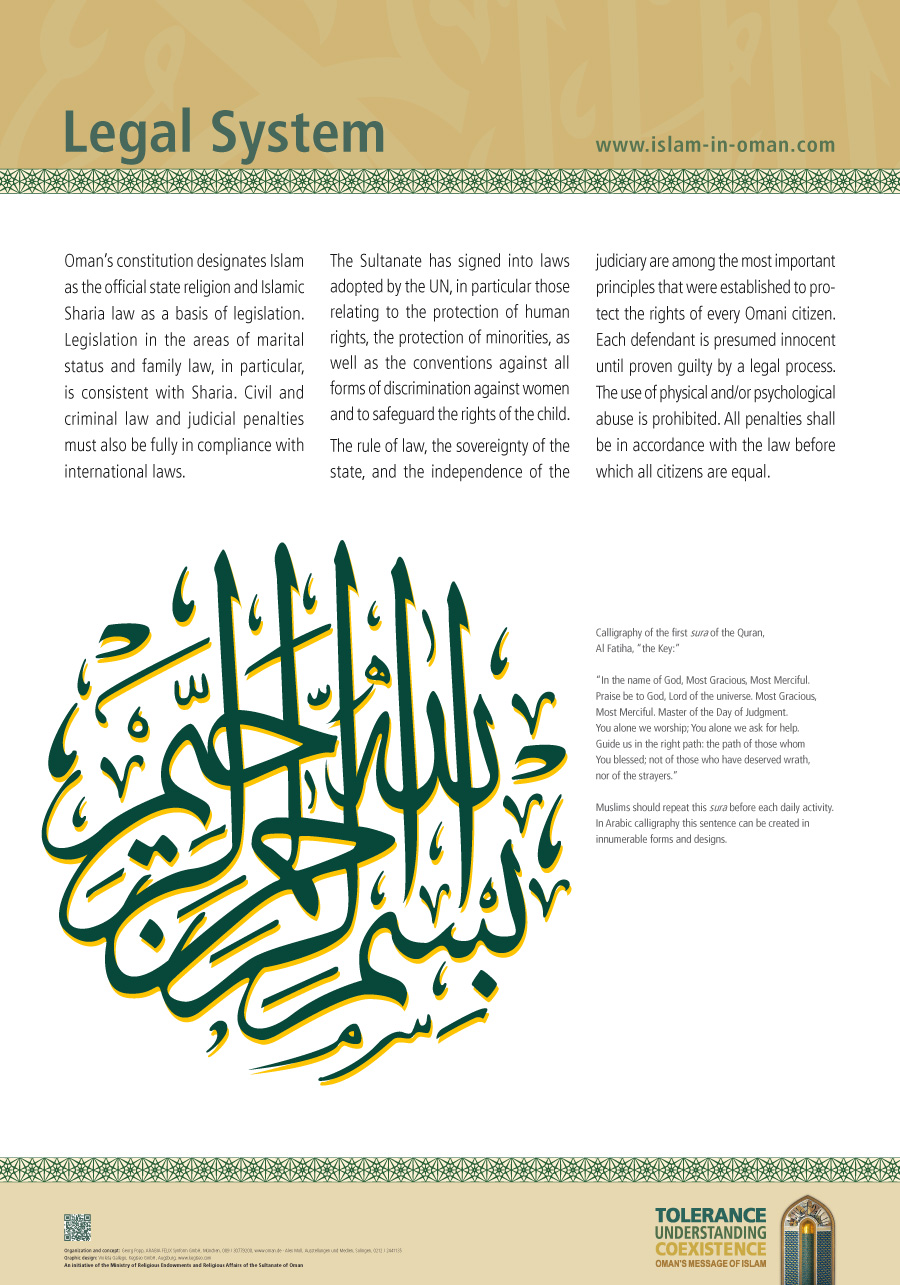 Legal System
www.islam-in-oman.com
Oman’s constitution designates Islam
as the official state religion and Islamic
Sharia law as a basis of legislation.
Legislation in the areas of marital
status and family law, in particular,
is consistent with Sharia. Civil and
criminal law and judicial penalties
must also be fully in compliance with
international laws.
The Sultanate has signed into laws
adopted by the UN, in particular those
relating to the protection of human
rights, the protection of minorities, as
well as the conventions against all
forms of discrimination against women
and to safeguard the rights of the child.
The rule of law, the sovereignty of the
state, and the independence of the
judiciary are among the most important
principles that were established to pro-
tect the rights of every Omani citizen.
Each defendant is presumed innocent
until proven guilty by a legal process.
The use of physical and/or psychological
abuse is prohibited. All penalties shall
be in accordance with the law before
which all citizens are equal.
بسم الله الرحمن الرحيم
Calligraphy of the first sura of the Quran,
Al Fatiha, “the Key:”
“In the name of God, Most Gracious, Most Merciful.
Praise be to God, Lord of the universe. Most Gracious,
Most Merciful. Master of the Day of Judgment.
You alone we worship; You alone we ask for help.
Guide us in the right path: the path of those whom
You blessed; not of those who have deserved wrath,
nor of the strayers.”
Muslims should repeat this sura before each daily activity.
In Arabic calligraphy this sentence can be created in
innumerable forms and designs.
Organisation and concept: Georg Popp, ARABIA FELIX Synform GmbH, München, www.oman.de
Graphic design: GmbH, Augsburg
An initiative of the Ministry of Religious Endowments and Religious Affairs of the Sultanate of Oman
TOLERANCE
UNDERSTANDING
COEXISTENCE
OMAN’S MESSAGE OF ISLAM